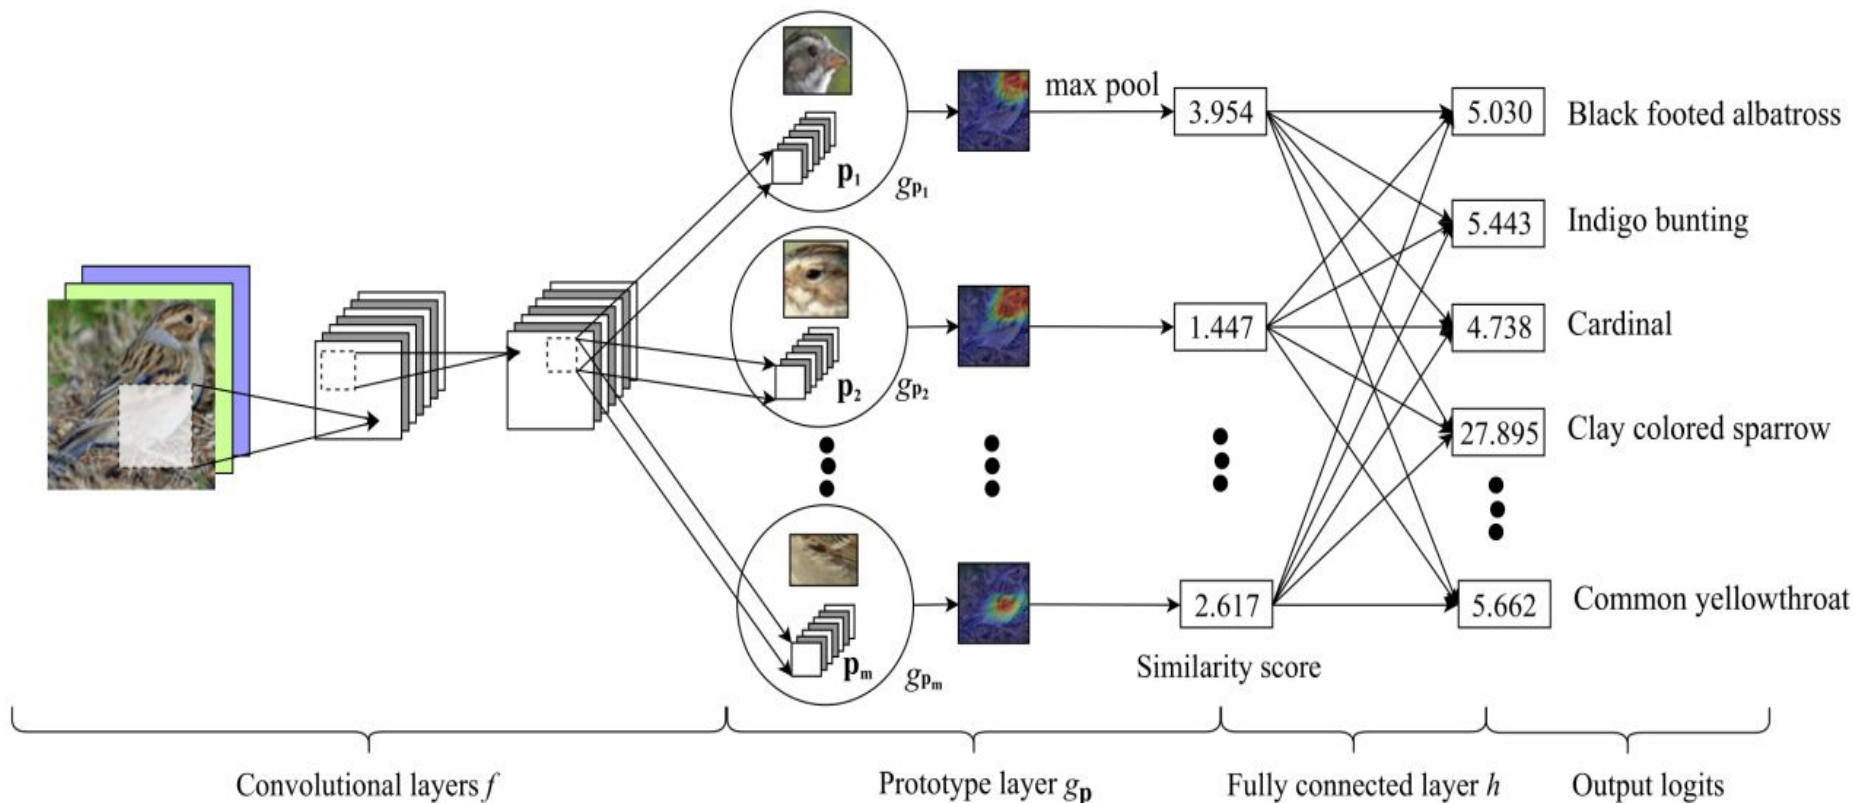 max pool
3.954
5.030
Black footed albatross
p1
gp1
5.443
Indigo bunting
1.447
4.738
Cardinal
p2
gp2
27.895
Clay colored sparrow
2.617
5.662
Common yellowthroat
pm
gpm
Similarity score
Convolutional layers f
Prototype layer gp
Fully connected layer h
Output logits